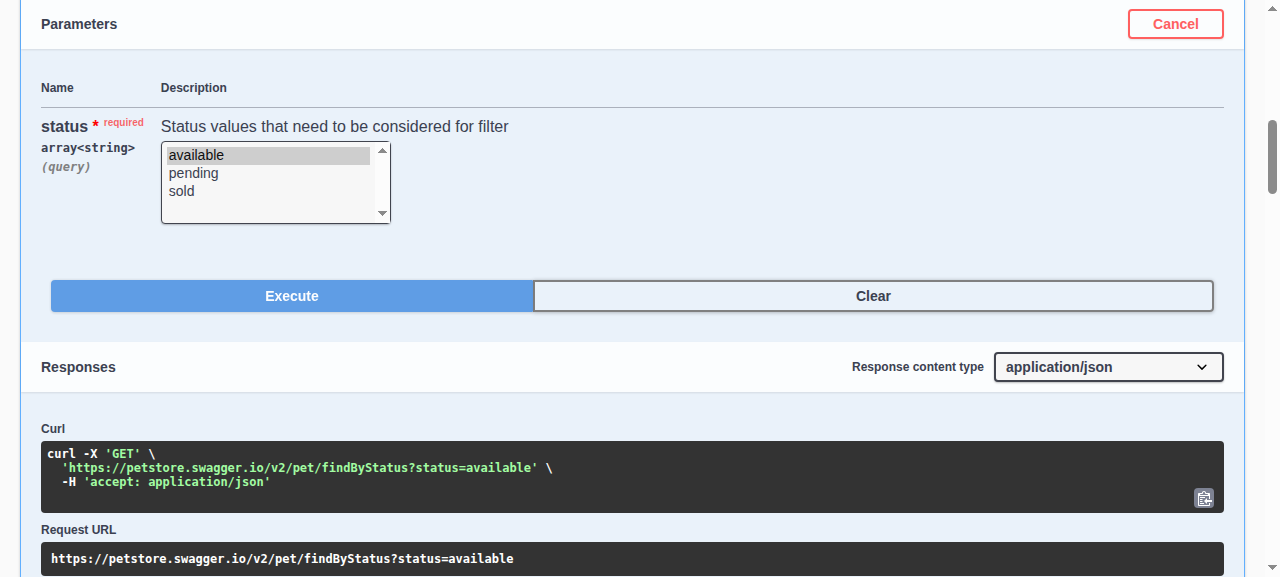 Parameters
Cancel
Name Description
status * required
Status values that need to be considered for filter
array<string>
(query)
available
pending
sold
Execute Clear
Responses
Response content type application/json
Curl
curl -X 'GET' \
'https://petstore.swagger.io/v2/pet/findByStatus?status=available' \
-H 'accept: application/json'
Request URL
https://petstore.swagger.io/v2/pet/findByStatus?status=available